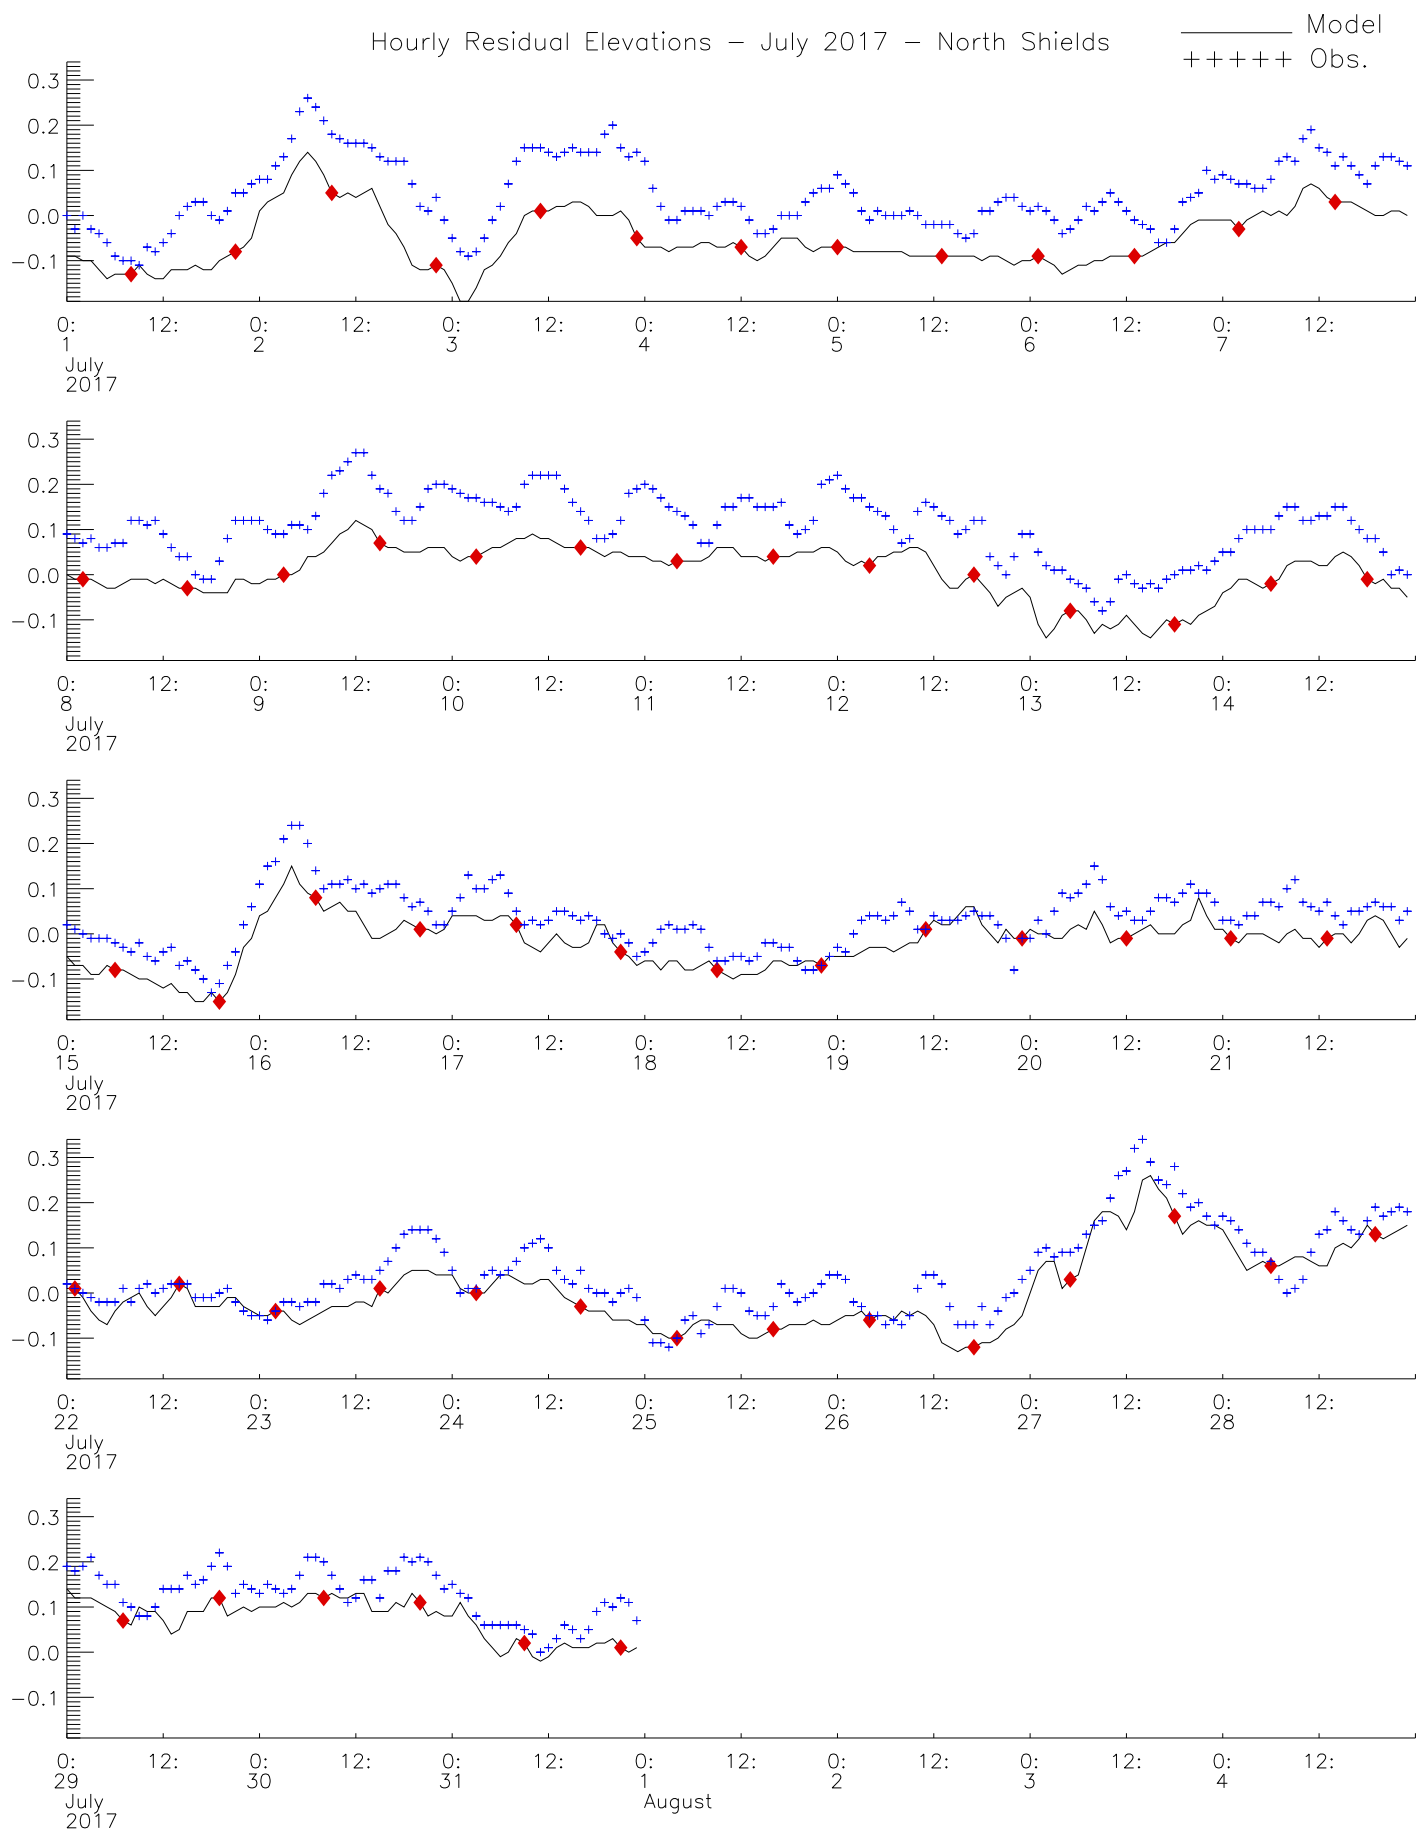 Hourly Residual Elevations – July 2017 – North Shields
Model
+++++ Obs.
0.3
0.2
0.1
0.0
−0.1
0: 12: 0: 12: 0: 12: 0: 12: 0: 12: 0: 12: 0: 12:
1 2 3 4 5 6 7
July
2017
0.3
0.2
0.1
0.0
−0.1
0: 12: 0: 12: 0: 12: 0: 12: 0: 12: 0: 12: 0: 12:
8 9 10 11 12 13 14
July
2017
0.3
0.2
0.1
0.0
−0.1
0: 12: 0: 12: 0: 12: 0: 12: 0: 12: 0: 12: 0: 12:
15 16 17 18 19 20 21
July
2017
0.3
0.2
0.1
0.0
−0.1
0: 12: 0: 12: 0: 12: 0: 12: 0: 12: 0: 12: 0: 12:
22 23 24 25 26 27 28
July
2017
0.3
0.2
0.1
0.0
−0.1
0: 12: 0: 12: 0: 12: 0: 12: 0: 12: 0: 12: 0: 12:
29 30 31 1 2 3 4
July August
2017